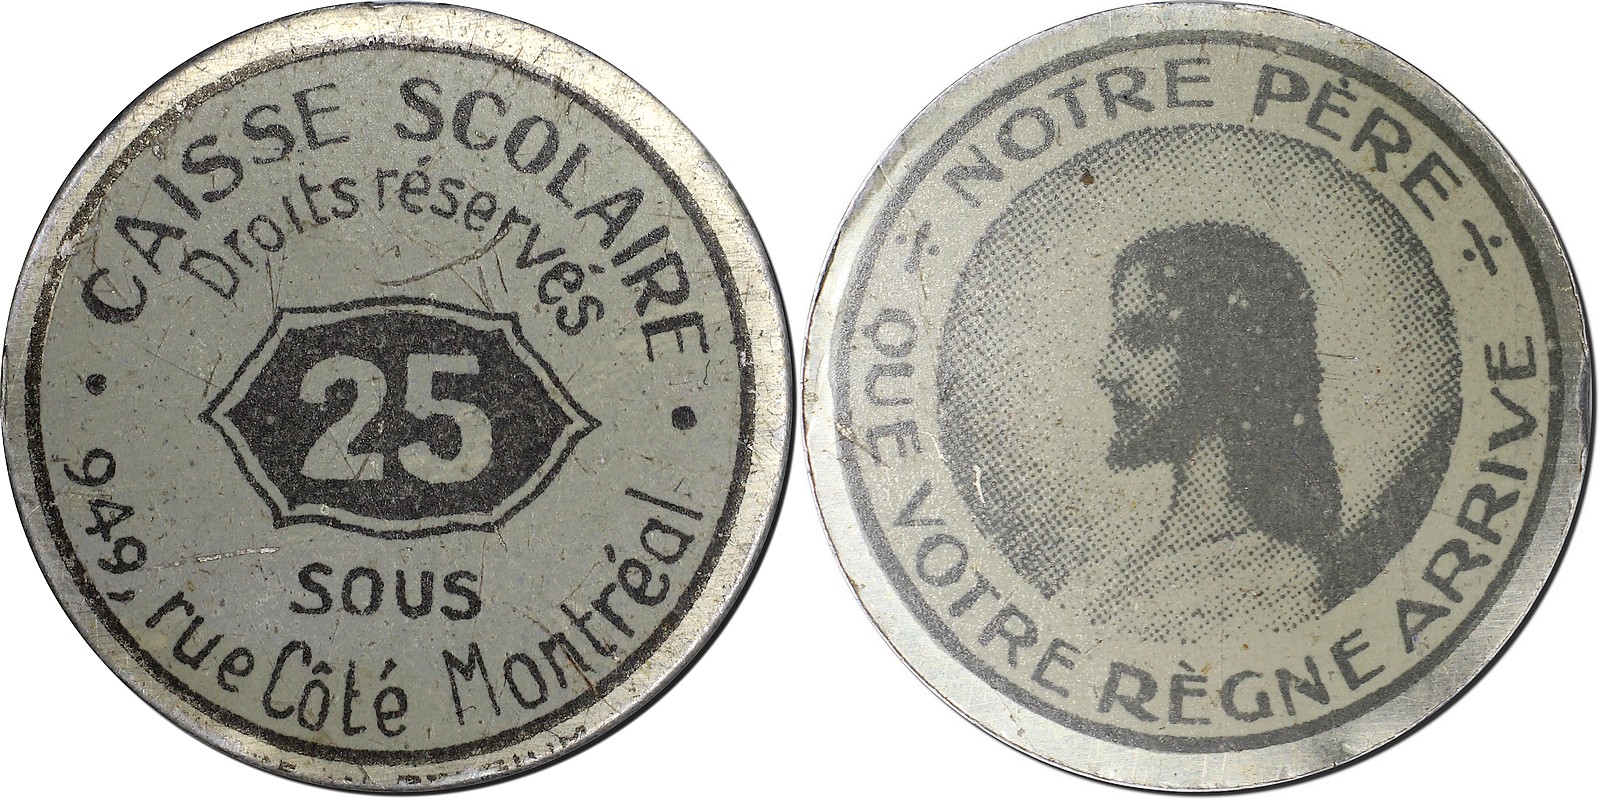 CAISSE SCOLAIRE
Droits réservés
25
SOUS
949, rue Côté Montréal
NOTRE PÈRE
QUE VOTRE RÈGNE ARRIVE